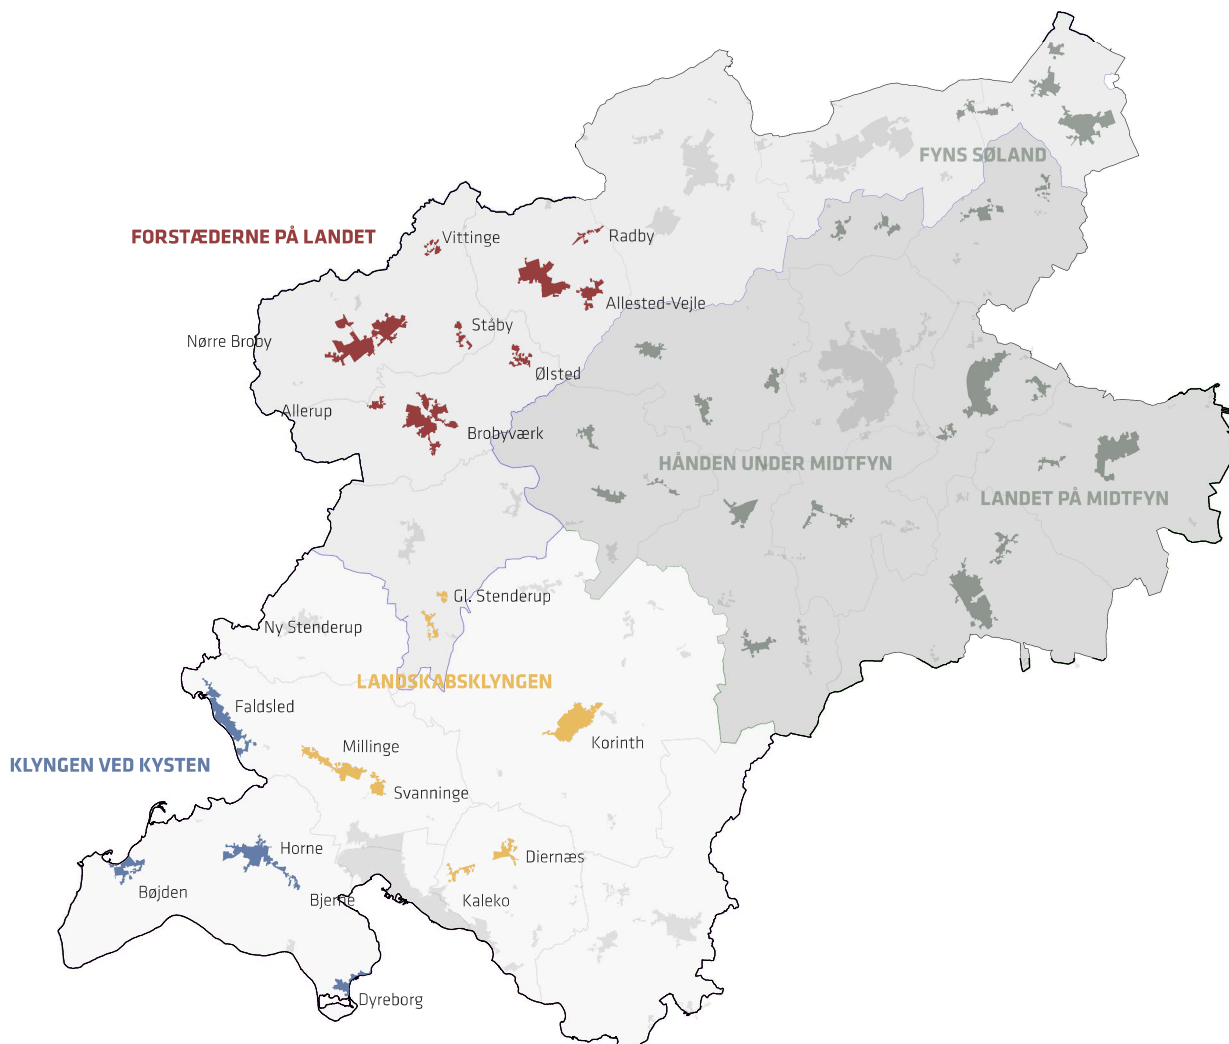 FYNS SØLAND
FORSTÆDERNE PÅ LANDET
Vittinge
Radby
Allested-Vejle
Ståby
Nørre Broby
Ølsted
Allerup
Brobyværk
HÅNDEN UNDER MIDTFYN
LANDET PÅ MIDTFYN
Gl. Stenderup
Ny Stenderup
LANDSKABSKLYNGEN
Faldsled
Korinth
Millinge
KLYNGEN VED KYSTEN
Svanninge
Horne
Diernæs
Bøjden
Bjerne
Kaleko
Dyreborg